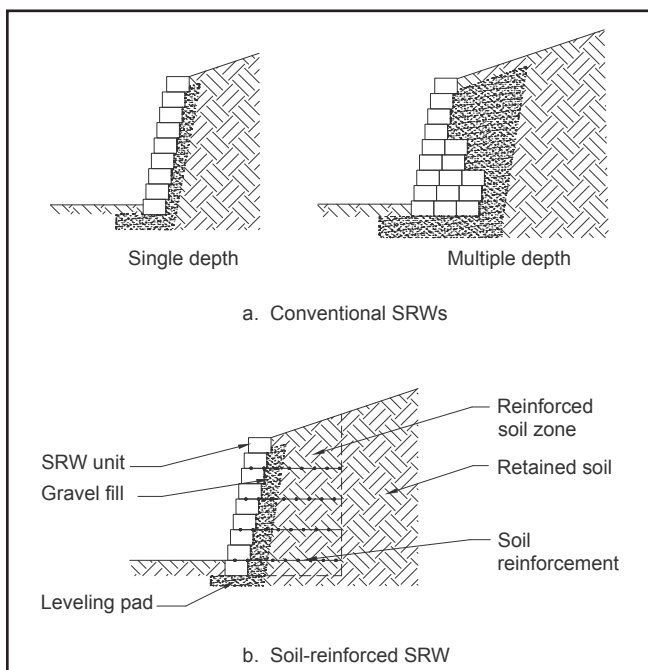 Single depth
Multiple depth
a. Conventional SRWs
SRW unit
Gravel fill
Leveling pad
Reinforced
soil zone
Retained soil
Soil
reinforcement
b. Soil-reinforced SRW